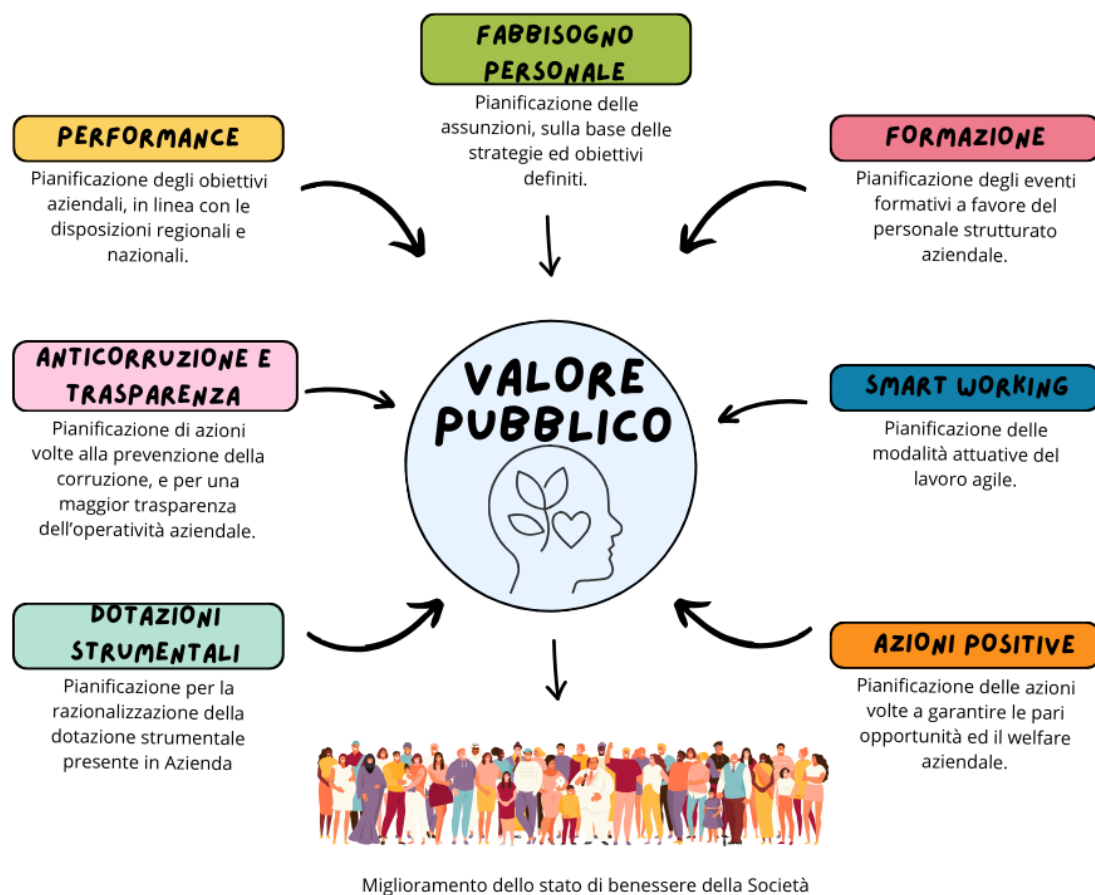 FABBISOGNO
PERSONALE
Pianificazione delle
assunzioni, sulla base delle
strategie ed obiettivi
definiti.
PERFORMANCE
Pianificazione degli obiettivi
aziendali, in linea con le
disposizioni regionali e
nazionali.
FORMAZIONE
Pianificazione degli eventi
formativi a favore del
personale strutturato
aziendale.
ANTICORRUZIONE E
TRASPARENZA
Pianificazione di azioni
volte alla prevenzione della
corruzione, e per una
maggior trasparenza
dell'operatività aziendale.
VALORE
PUBBLICO
SMART WORKING
Pianificazione delle
modalità attuative del
lavoro agile.
DOTAZIONI
STRUMENTALI
Pianificazione per la
razionalizzazione della
dotazione strumentale
presente in Azienda
AZIONI POSITIVE
Pianificazione delle azioni
volte a garantire le pari
opportunità ed il welfare
aziendale.
Miglioramento dello stato di benessere della Società